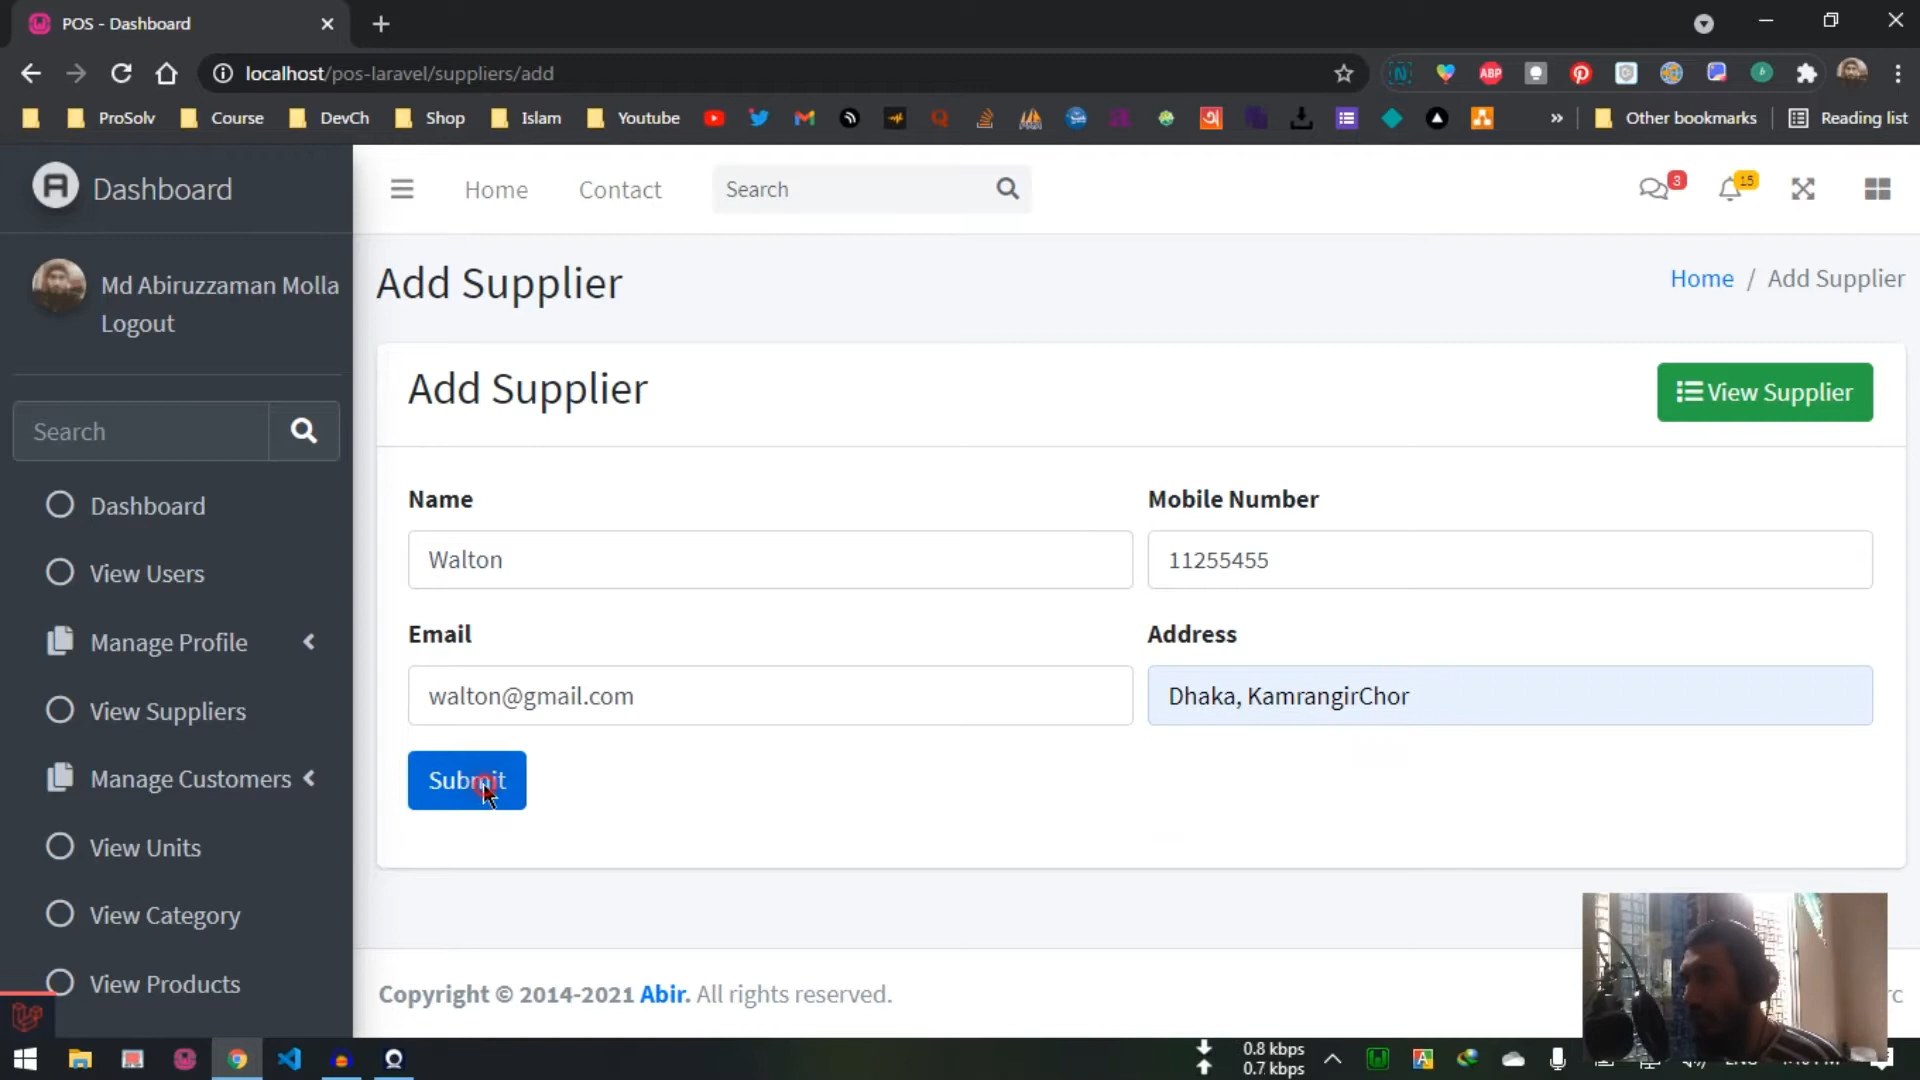 POS - Dashboard
localhost/pos-laravel/suppliers/add
ABP
ProSolv
Course
DevCh
Shop
Islam
Youtube
Other bookmarks
Reading list
Dashboard
Home
Contact
Search
3
15
Md Abiruzzaman Molla
Logout
Add Supplier
Home / Add Supplier
Search
Add Supplier
View Supplier
Dashboard
View Users
Manage Profile
View Suppliers
Manage Customers
View Units
View Category
View Products
Name
Mobile Number
Walton
11255455
Email
Address
walton@gmail.com
Dhaka, KamrangirChor
Submit
Copyright © 2014-2021 Abir. All rights reserved.
rc
0.8 kbps
0.7 kbps